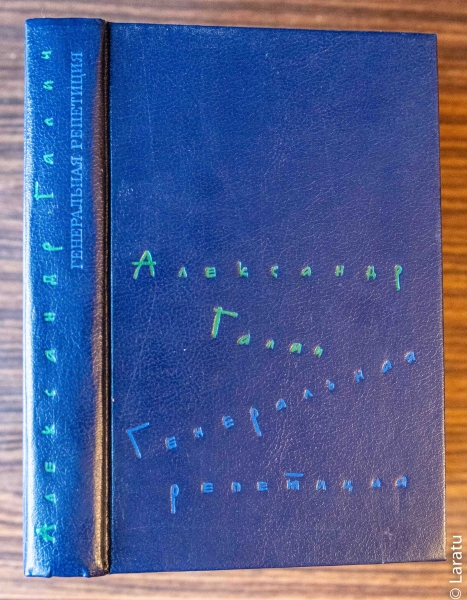 Александр Галич
ГЕНЕРАЛЬНАЯ РЕПЕТИЦИЯ
Александр
Галич
Генеральная
репетиция
© Laratu